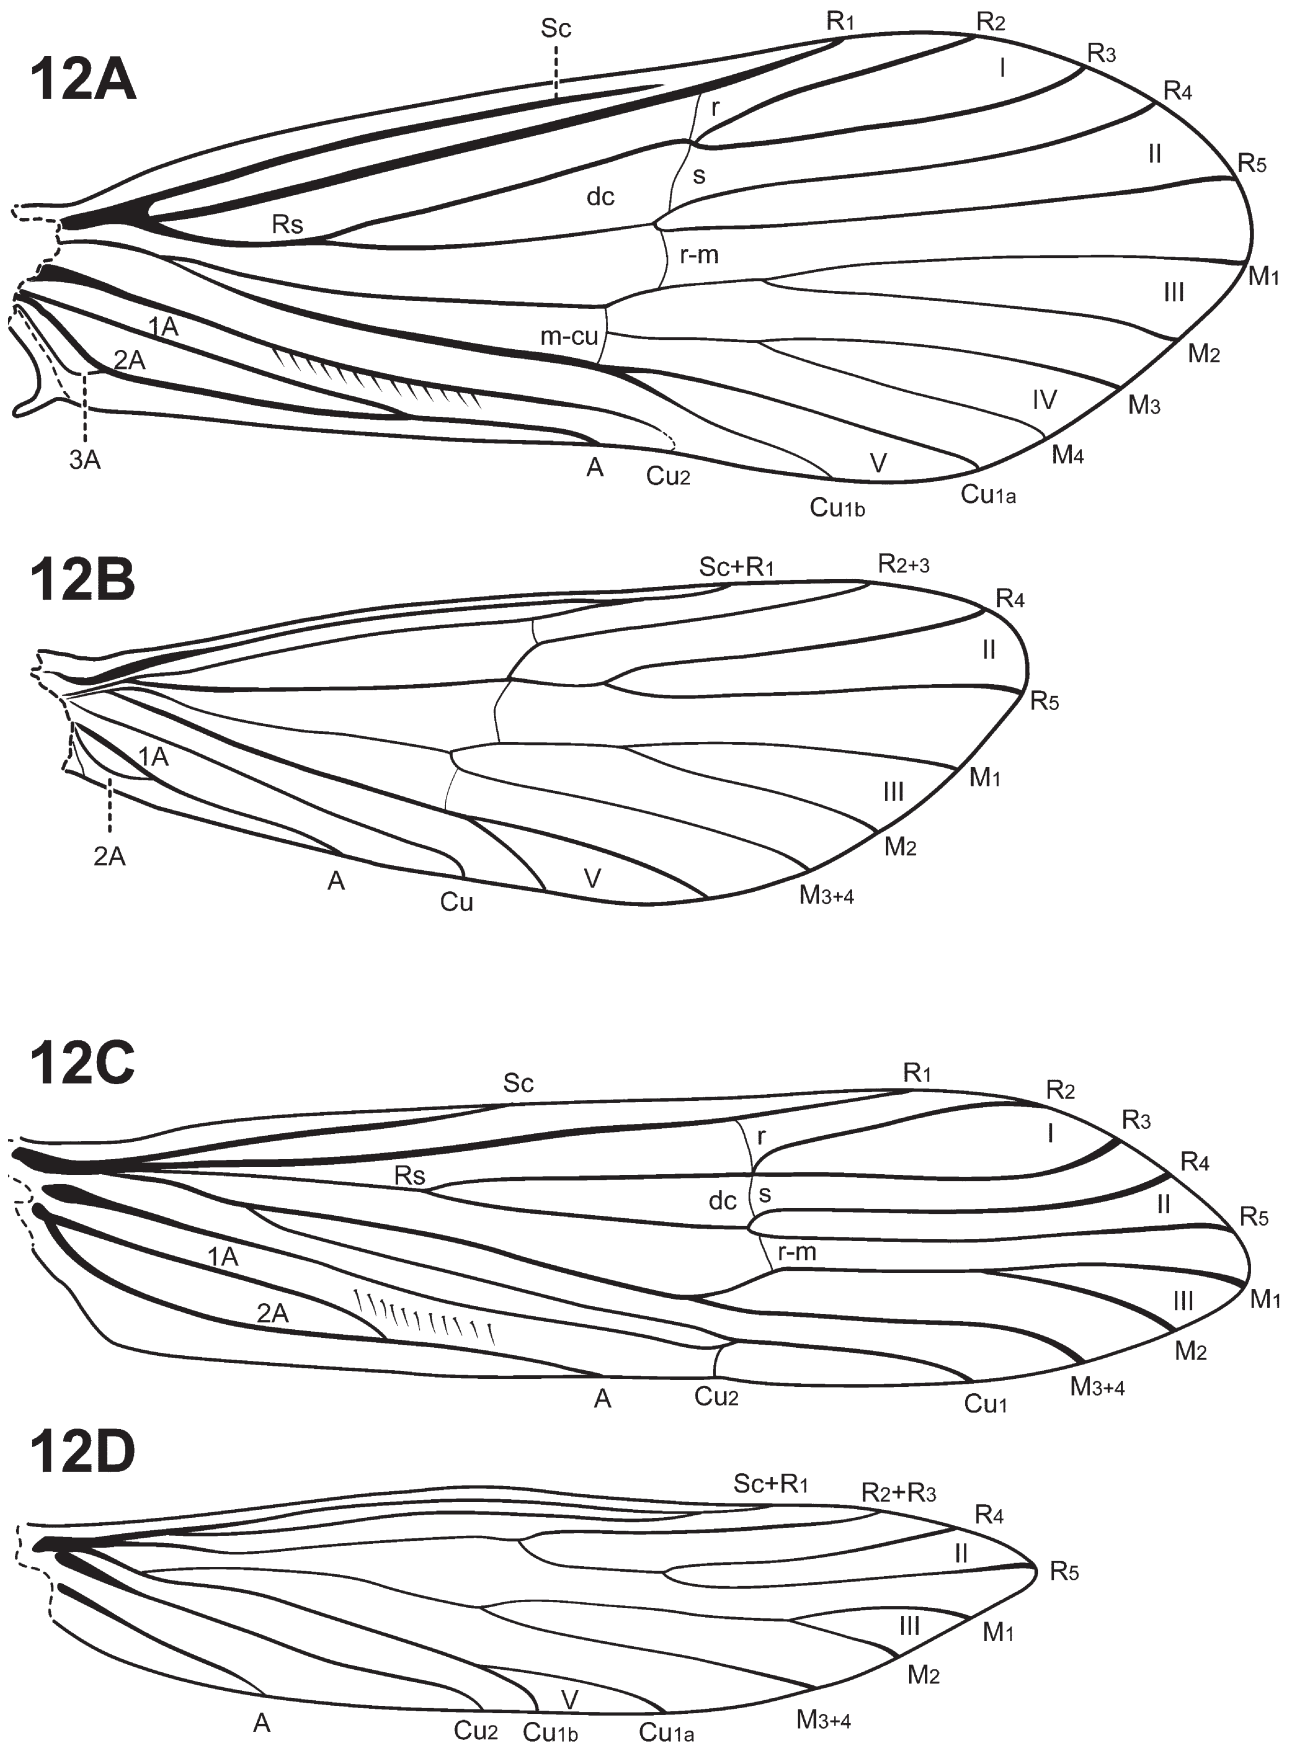 12A
Sc
R1
R2
R3
R4
R5
I
II
r
s
dc
Rs
r-m
M1
III
M2
m-cu
1A
2A
IV
M3
M4
V
3A
A
Cu2
Cu1b
Cu1a
12B
Sc+R1
R2+3
R4
II
R5
1A
M1
III
2A
M2
A
Cu
V
M3+4
12C
Sc
R1
R2
R3
R4
R5
I
II
r
Rs
dc
s
r-m
1A
2A
M1
III
M2
A
Cu2
Cu1
M3+4
12D
Sc+R1
R2+R3
R4
II
R5
III
M1
M2
V
A
Cu2
Cu1b
Cu1a
M3+4